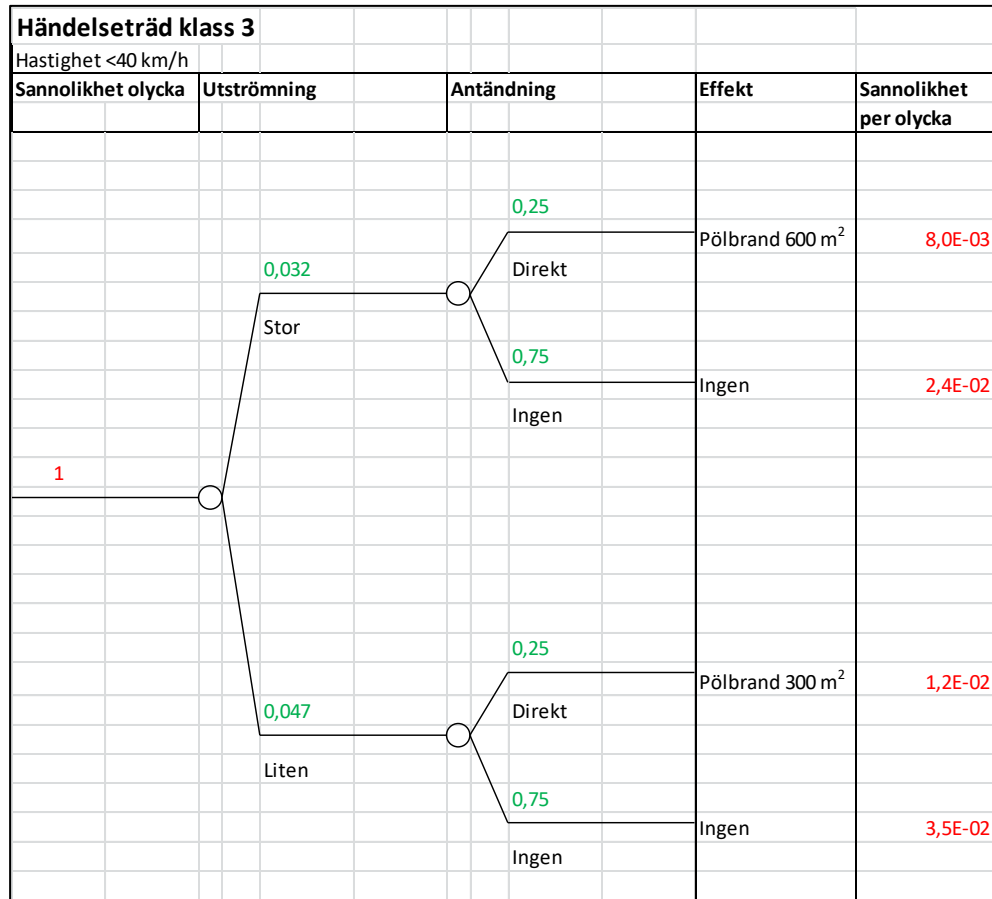 Händelseträd klass 3
Hastighet <40 km/h
Sannolikhet olycka Utströmning Antändning Effekt Sannolikhet
per olycka
0,25
Pölbrand 600 m² 8,0E-03
0,032 Direkt
Stor
0,75
Ingen 2,4E-02
Ingen
1
0,25
Pölbrand 300 m² 1,2E-02
0,047 Direkt
Liten
0,75
Ingen 3,5E-02
Ingen